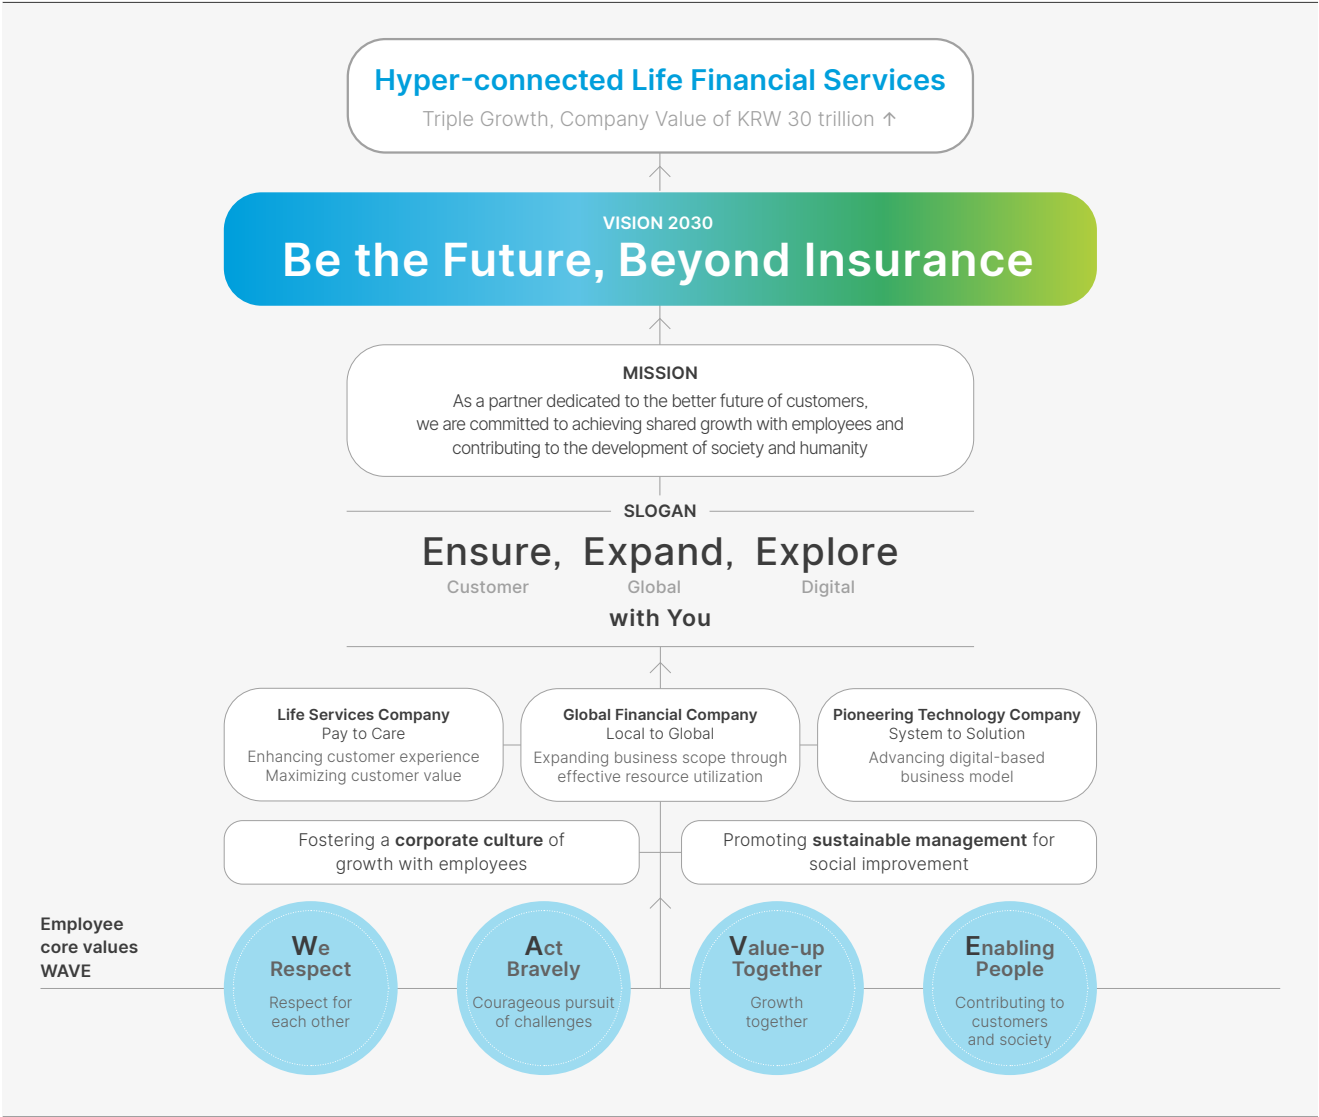 Hyper-connected Life Financial Services
Triple Growth, Company Value of KRW 30 trillion ↑
VISION 2030
Be the Future, Beyond Insurance
MISSION
As a partner dedicated to the better future of customers,
we are committed to achieving shared growth with employees and
contributing to the development of society and humanity
SLOGAN
Ensure, Expand, Explore
Customer Global Digital
with You
Life Services Company
Pay to Care
Enhancing customer experience
Maximizing customer value
Global Financial Company
Local to Global
Expanding business scope through
effective resource utilization
Pioneering Technology Company
System to Solution
Advancing digital-based
business model
Fostering a corporate culture of
growth with employees
Promoting sustainable management for
social improvement
Employee
core values
WAVE
We
Respect
Respect for
each other
Act
Bravely
Courageous pursuit
of challenges
Value-up
Together
Growth
together
Enabling
People
Contributing to
customers
and society